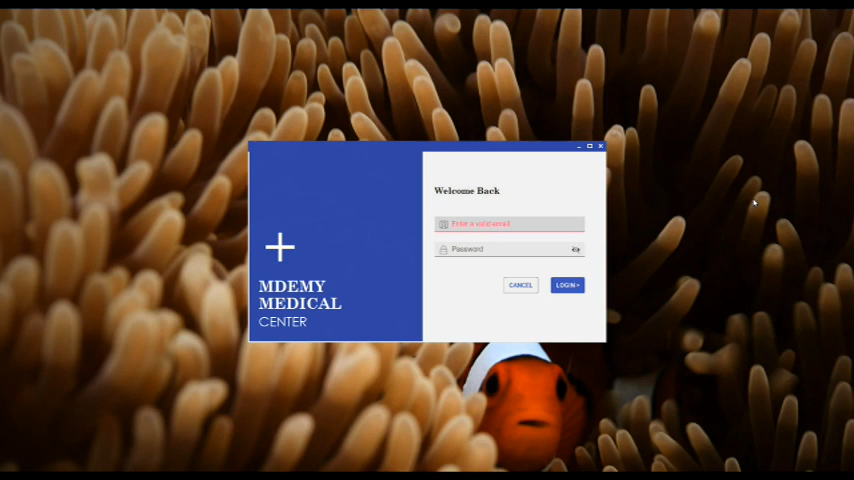 Welcome Back
Enter a valid email
Password
CANCEL
LOGIN >
MDEMY
MEDICAL
CENTER